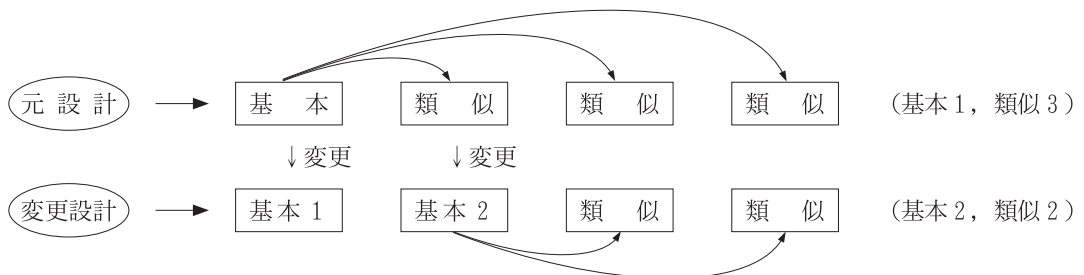 元設計 基本 類似 類似 類似 (基本1，類似3)
↓変更 ↓変更
変更設計 基本1 基本2 類似 類似 (基本2，類似2)